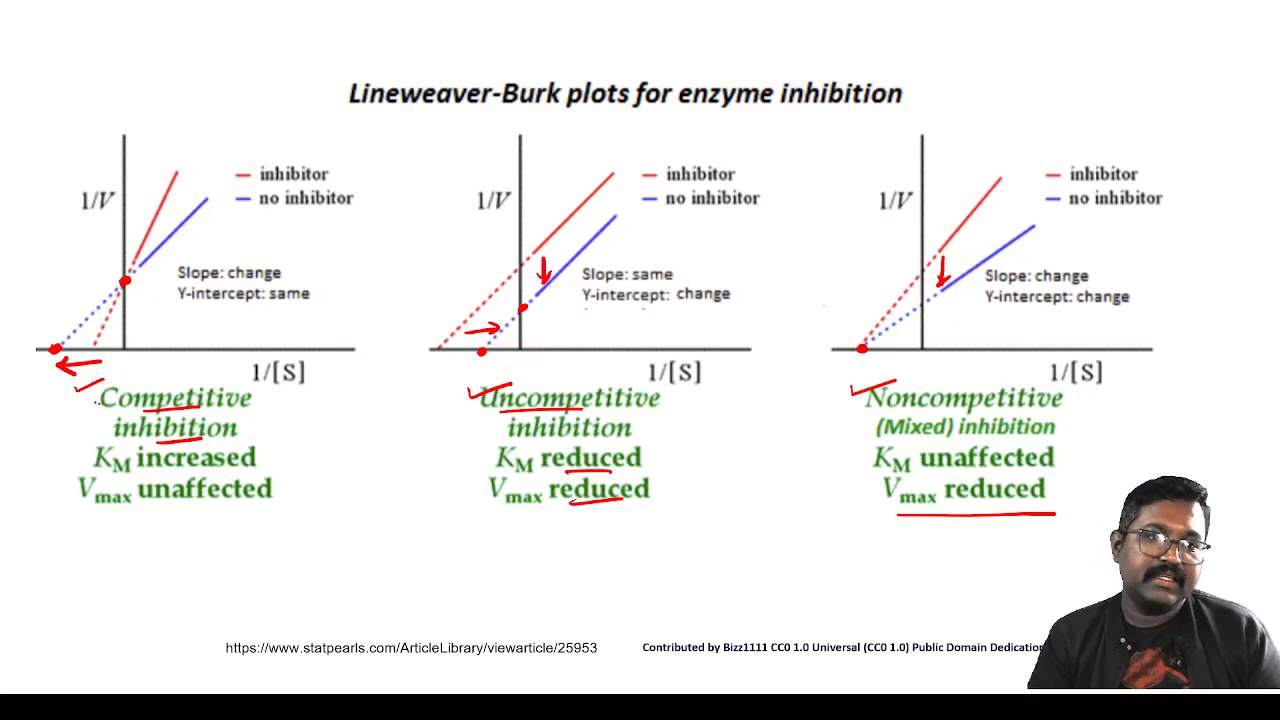 Lineweaver-Burk plots for enzyme inhibition
1/V
inhibitor
no inhibitor
Slope: change
Y-intercept: same
1/[S]
Competitive
inhibition
KM increased
Vmax unaffected
1/V
inhibitor
no inhibitor
Slope: same
Y-intercept: change
1/[S]
Uncompetitive
inhibition
KM reduced
Vmax reduced
1/V
inhibitor
no inhibitor
Slope: change
Y-intercept: change
1/[S]
Noncompetitive
(Mixed) inhibition
KM unaffected
Vmax reduced
https://www.statpearls.com/ArticleLibrary/viewarticle/25953
Contributed by Bizz1111 CC0 1.0 Universal (CC0 1.0) Public Domain Dedication